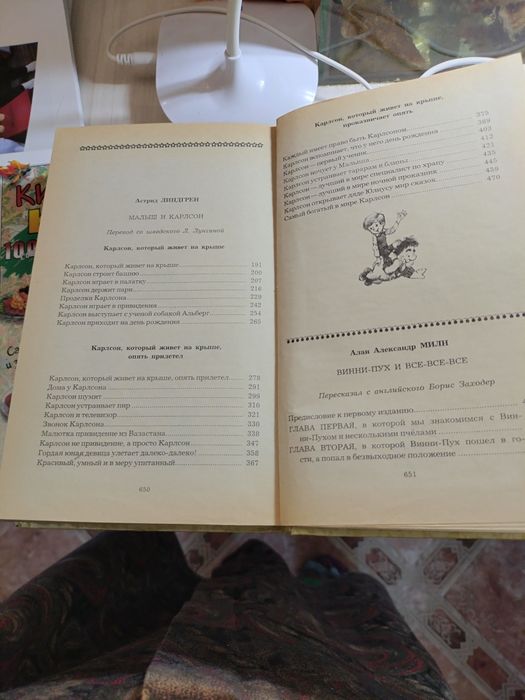 Астрид ЛИНДГРЕН
МАЛЫШ И КАРЛСОН
Перевод со шведского Л. Лунгиной
Карлсон, который живет на крыше
Карлсон, который живет на крыше 191
Карлсон строит башню 200
Карлсон играет в палатку 207
Карлсон держит пари 216
Проделки Карлсона 229
Карлсон играет в привидения 242
Карлсон выступает с ученой собакой Альберг 254
Карлсон приходит на день рождения 265
Карлсон, который живет на крыше,
опять прилетел
Карлсон, который живет на крыше, опять прилетел 278
Дома у Карлсона 291
Карлсон шумит 299
Карлсон устраивает пир 310
Карлсон и телевизор 321
Звонок Карлсона 330
Малютка привидение из Вазастана 338
Карлсон не привидение, а просто Карлсон 347
Гордая юная девица улетает далеко-далеко! 358
Красивый, умный и в меру упитанный 367
650
Карлсон, который живет на крыше,
проказничает опять
Каждый имеет право быть Карлсоном 375
Карлсон вспоминает, что у него день рождения 389
Карлсон — первый ученик 402
Карлсон ночует у Малыша 412
Карлсон устраивает тарарам и блины 421
Карлсон — лучший в мире специалист по храпу 435
Карлсон — лучший в мире ночной проказник 445
Карлсон открывает дяде Юлиусу мир сказок 459
Самый богатый в мире Карлсон 470
Алан Александр МИЛН
ВИННИ-ПУХ И ВСЕ-ВСЕ-ВСЕ
Пересказал с английского Борис Заходер
Предисловие к первому изданию
ГЛАВА ПЕРВАЯ, в которой мы знакомимся с Вин-
ни-Пухом и несколькими пчёлами
ГЛАВА ВТОРАЯ, в которой Винни-Пух пошел в го-
сти, а попал в безвыходное положение
651